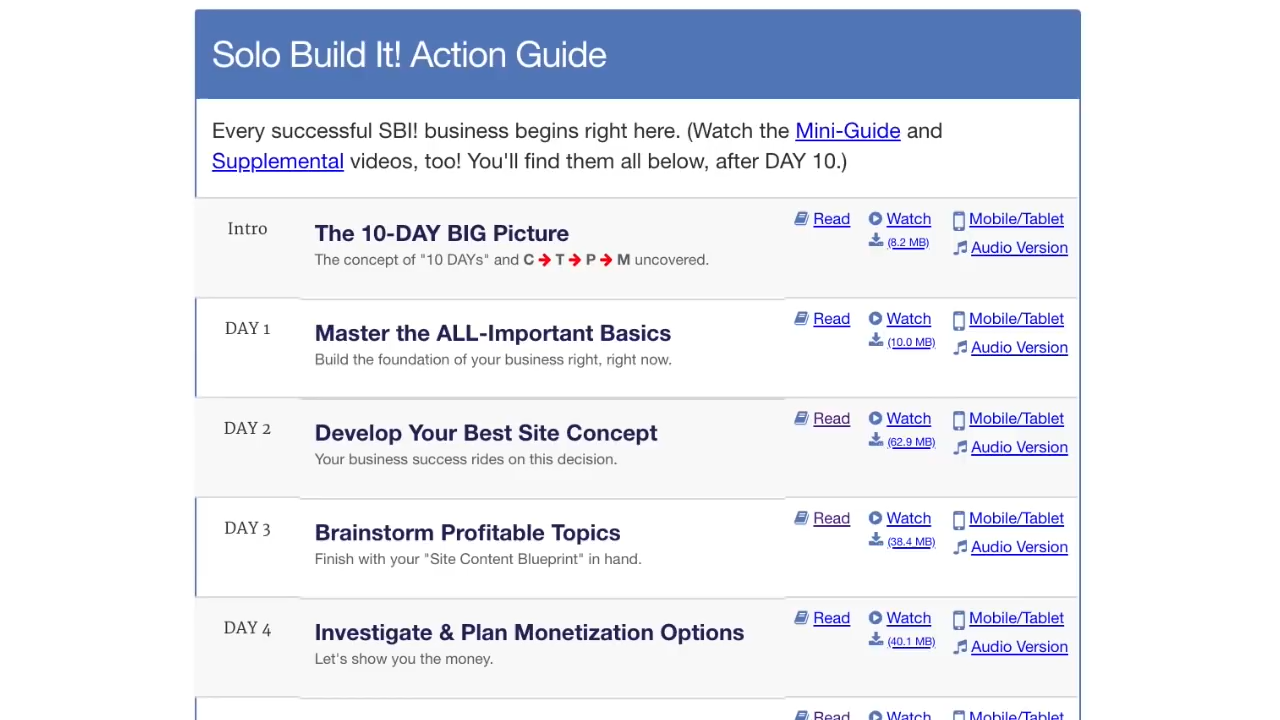 Solo Build It! Action Guide
Every successful SBI! business begins right here. (Watch the Mini-Guide and
Supplemental videos, too! You'll find them all below, after DAY 10.)
Intro
The 10-DAY BIG Picture
The concept of "10 DAYs" and C → T → P → M uncovered.
Read
Watch
(8.2 MB)
Mobile/Tablet
Audio Version
DAY 1
Master the ALL-Important Basics
Build the foundation of your business right, right now.
Read
Watch
(10.0 MB)
Mobile/Tablet
Audio Version
DAY 2
Develop Your Best Site Concept
Your business success rides on this decision.
Read
Watch
(62.9 MB)
Mobile/Tablet
Audio Version
DAY 3
Brainstorm Profitable Topics
Finish with your "Site Content Blueprint" in hand.
Read
Watch
(38.4 MB)
Mobile/Tablet
Audio Version
DAY 4
Investigate & Plan Monetization Options
Let's show you the money.
Read
Watch
(40.1 MB)
Mobile/Tablet
Audio Version
Read
Watch
Mobile/Tablet